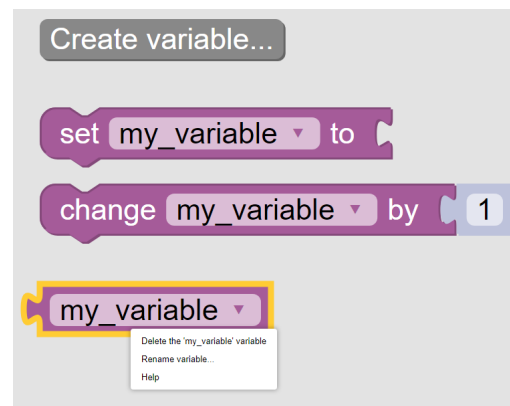 Create variable...
set my_variable to
change my_variable by 1
my_variable
Delete the 'my_variable' variable
Rename variable...
Help